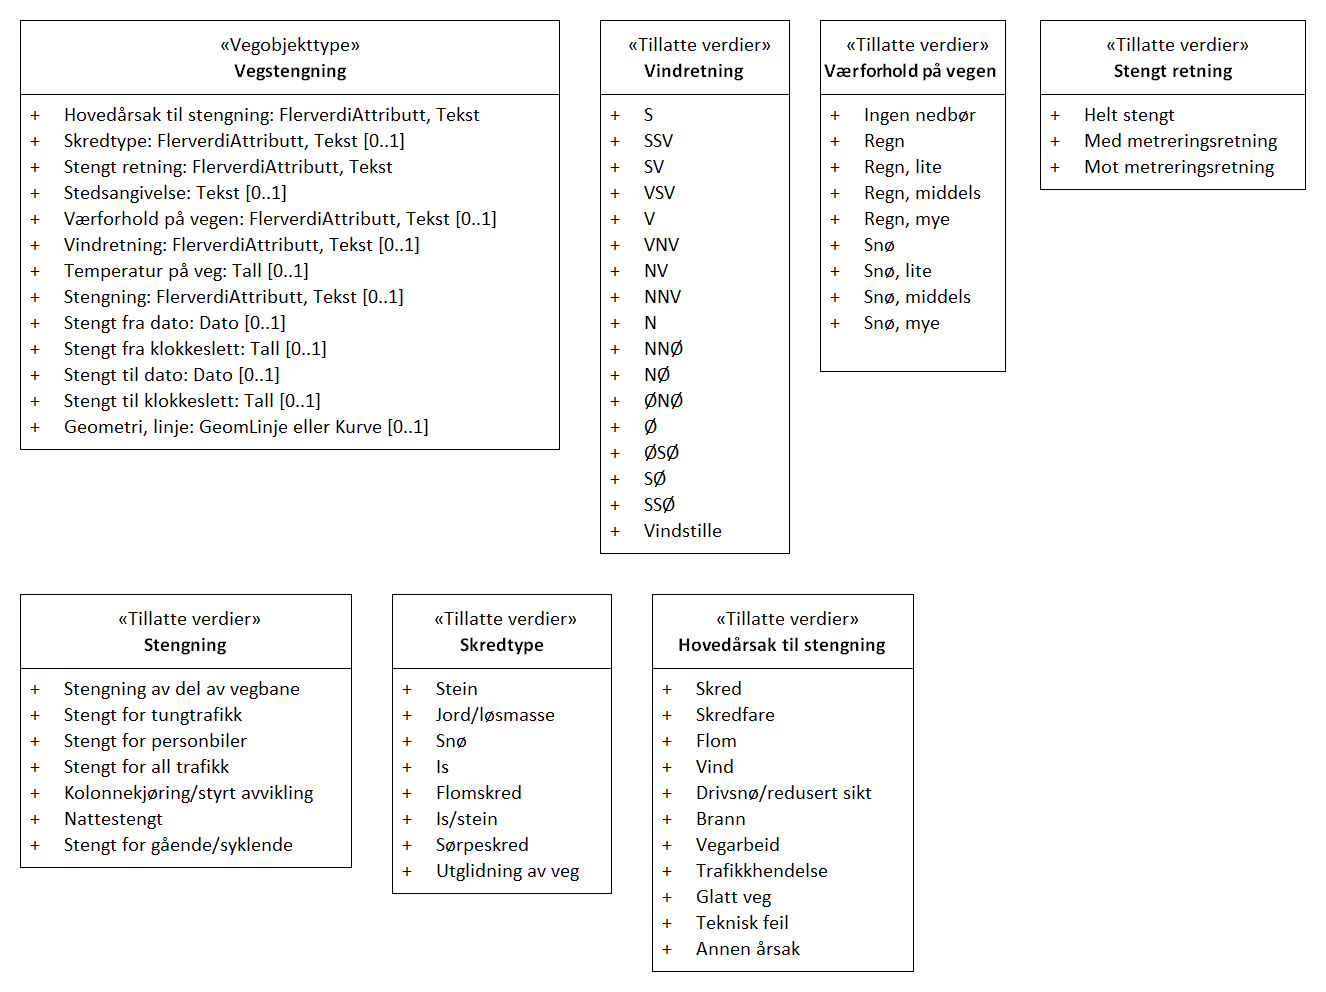 «Vegobjekttype»
Vegstengning
+ Hovedårsak til stengning: FlerverdiAttributt, Tekst
+ Skredtype: FlerverdiAttributt, Tekst [0..1]
+ Stengt retning: FlerverdiAttributt, Tekst
+ Stedsangivelse: Tekst [0..1]
+ Værforhold på vegen: FlerverdiAttributt, Tekst [0..1]
+ Vindretning: FlerverdiAttributt, Tekst [0..1]
+ Temperatur på veg: Tall [0..1]
+ Stengning: FlerverdiAttributt, Tekst [0..1]
+ Stengt fra dato: Dato [0..1]
+ Stengt fra klokkeslett: Tall [0..1]
+ Stengt til dato: Dato [0..1]
+ Stengt til klokkeslett: Tall [0..1]
+ Geometri, linje: GeomLinje eller Kurve [0..1]
«Tillatte verdier»
Vindretning
+ S
+ SSV
+ SV
+ VSV
+ V
+ VNV
+ NV
+ NNV
+ N
+ NNØ
+ NØ
+ ØNØ
+ Ø
+ ØSØ
+ SØ
+ SSØ
+ Vindstille
«Tillatte verdier»
Værforhold på vegen
+ Ingen nedbør
+ Regn
+ Regn, lite
+ Regn, middels
+ Regn, mye
+ Snø
+ Snø, lite
+ Snø, middels
+ Snø, mye
«Tillatte verdier»
Stengt retning
+ Helt stengt
+ Med metreringsretning
+ Mot metreringsretning
«Tillatte verdier»
Stengning
+ Stengning av del av vegbane
+ Stengt for tungtrafikk
+ Stengt for personbiler
+ Stengt for all trafikk
+ Kolonnekjøring/styrt avvikling
+ Nattestengt
+ Stengt for gående/syklende
«Tillatte verdier»
Skredtype
+ Stein
+ Jord/løsmasse
+ Snø
+ Is
+ Flomskred
+ Is/stein
+ Sørpeskred
+ Utglidning av veg
«Tillatte verdier»
Hovedårsak til stengning
+ Skred
+ Skredfare
+ Flom
+ Vind
+ Drivsnø/redusert sikt
+ Brann
+ Vegarbeid
+ Trafikkhendelse
+ Glatt veg
+ Teknisk feil
+ Annen årsak